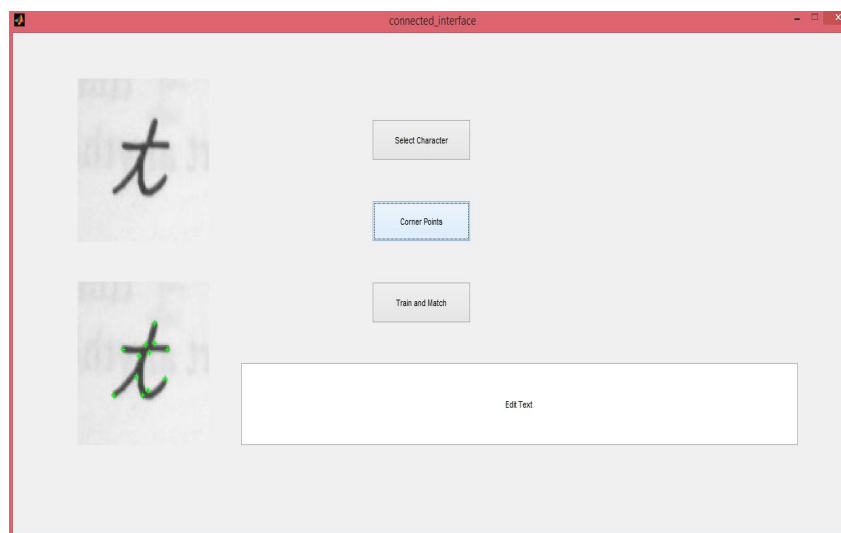 connected_interface
t
Select Character
Corner Points
t
Train and Match
Edit Text